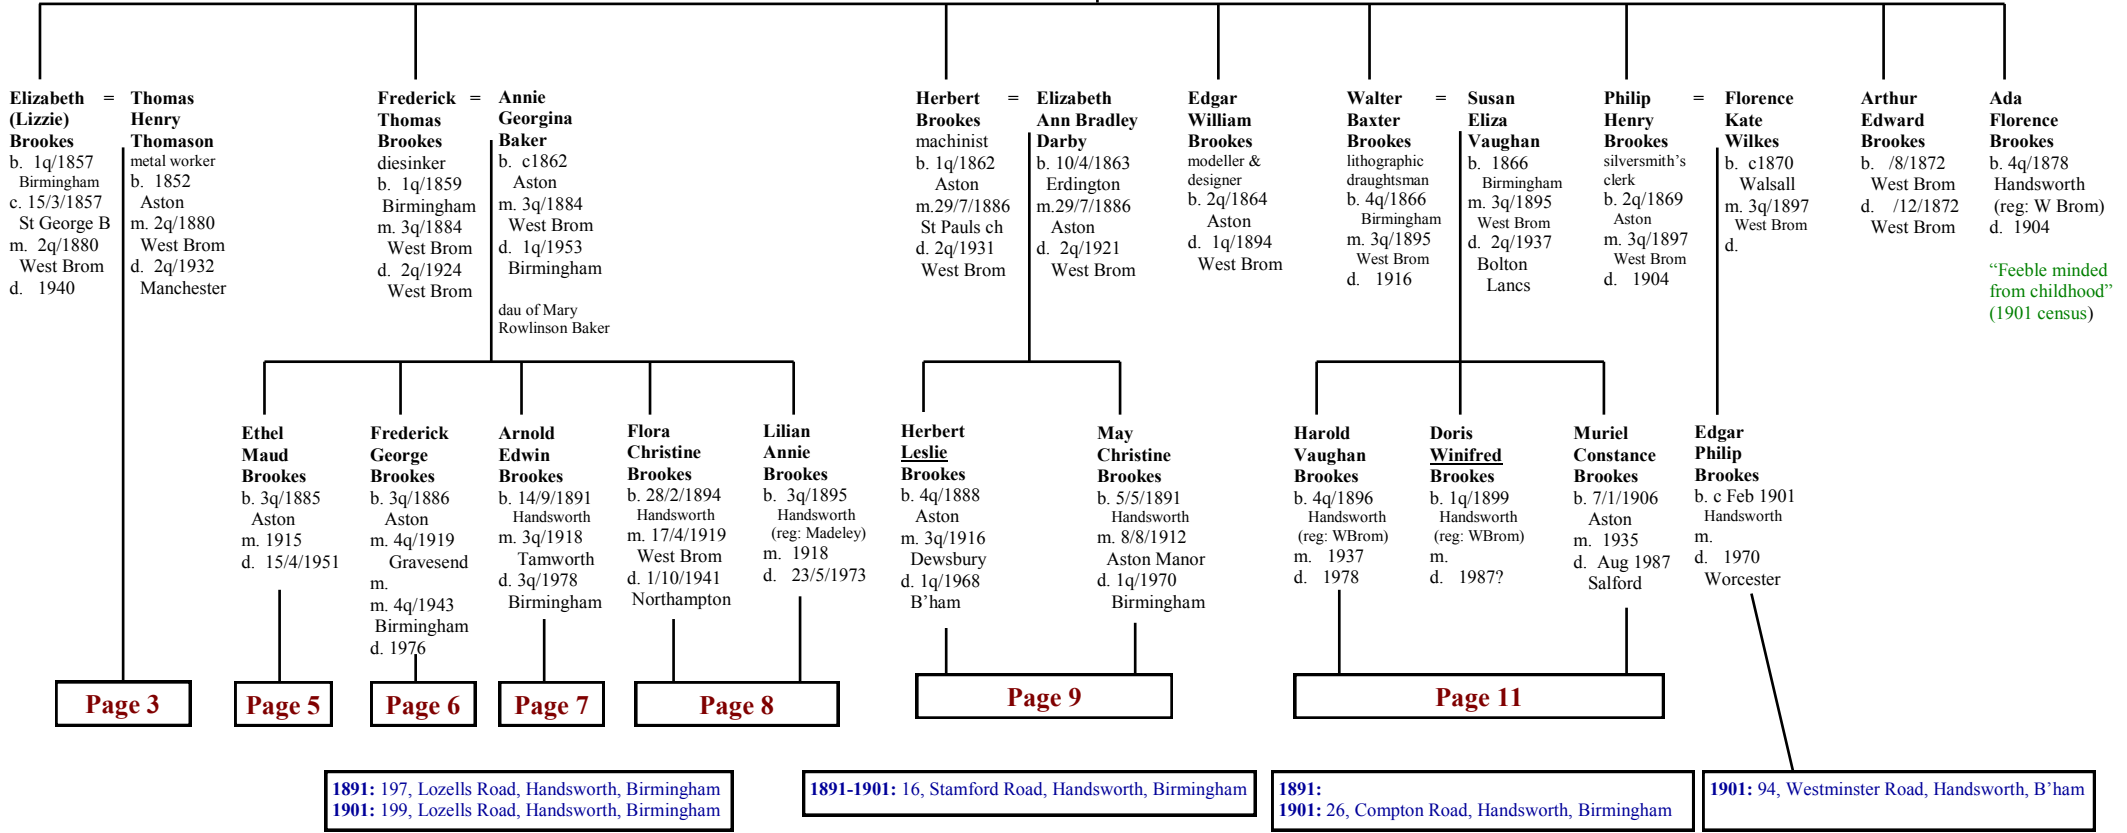 Elizabeth =
(Lizzie)
Brookes
b. 1q/1857
Birmingham
c. 15/3/1857
St George B
m. 2q/1880
West Brom
d. 1940
Thomas
Henry
Thomason
metal worker
b. 1852
Aston
m. 2q/1880
West Brom
d. 2q/1932
Manchester
Frederick =
Thomas
Brookes
diesinker
b. 1q/1859
Birmingham
m. 3q/1884
West Brom
d. 2q/1924
West Brom
Annie
Georgina
Baker
b. c1862
Aston
m. 3q/1884
West Brom
d. 1q/1953
Birmingham
dau of Mary
Rowlinson Baker
Herbert =
Brookes
machinist
b. 1q/1862
Aston
m.29/7/1886
St Pauls ch
d. 2q/1931
West Brom
Elizabeth
Ann Bradley
Darby
b. 10/4/1863
Erdington
m.29/7/1886
Aston
d. 2q/1921
West Brom
Edgar
William
Brookes
modeller &
designer
b. 2q/1864
Aston
d. 1q/1894
West Brom
Walter =
Baxter
Brookes
lithographic
draughtsman
b. 4q/1866
Birmingham
m. 3q/1895
West Brom
d. 1916
Susan
Eliza
Vaughan
b. 1866
Birmingham
m. 3q/1895
West Brom
d. 2q/1937
Bolton
Lancs
Philip =
Henry
Brookes
silversmith's
clerk
b. 2q/1869
Aston
m. 3q/1897
West Brom
d. 1904
Florence
Kate
Wilkes
b. c1870
Walsall
m. 3q/1897
West Brom
d.
Arthur
Edward
Brookes
b. /8/1872
West Brom
d. /12/1872
West Brom
Ada
Florence
Brookes
b. 4q/1878
Handsworth
(reg: W Brom)
d. 1904
“Feeble minded
from childhood”
(1901 census)
Ethel
Maud
Brookes
b. 3q/1885
Aston
m. 1915
d. 15/4/1951
Frederick
George
Brookes
b. 3q/1886
Aston
m. 4q/1919
Gravesend
m.
m. 4q/1943
Birmingham
d. 1976
Arnold
Edwin
Brookes
b. 14/9/1891
Handsworth
m. 3q/1918
Tamworth
d. 3q/1978
Birmingham
Flora
Christine
Brookes
b. 28/2/1894
Handsworth
m. 17/4/1919
West Brom
d. 1/10/1941
Northampton
Lilian
Annie
Brookes
b. 3q/1895
Handsworth
(reg: Madeley)
m. 1918
d. 23/5/1973
Herbert
Leslie
Brookes
b. 4q/1888
Aston
m. 3q/1916
Dewsbury
d. 1q/1968
B'ham
May
Christine
Brookes
b. 5/5/1891
Handsworth
m. 8/8/1912
Aston Manor
d. 1q/1970
Birmingham
Harold
Vaughan
Brookes
b. 4q/1896
Handsworth
(reg: WBrom)
m. 1937
d. 1978
Doris
Winifred
Brookes
b. 1q/1899
Handsworth
(reg: WBrom)
m.
d. 1987?
Muriel
Constance
Brookes
b. 7/1/1906
Aston
m. 1935
d. Aug 1987
Salford
Edgar
Philip
Brookes
b. c Feb 1901
Handsworth
m.
d. 1970
Worcester
Page 3
Page 5
Page 6
Page 7
Page 8
Page 9
Page 11
1891: 197, Lozells Road, Handsworth, Birmingham
1901: 199, Lozells Road, Handsworth, Birmingham
1891-1901: 16, Stamford Road, Handsworth, Birmingham
1891:
1901: 26, Compton Road, Handsworth, Birmingham
1901: 94, Westminster Road, Handsworth, B'ham